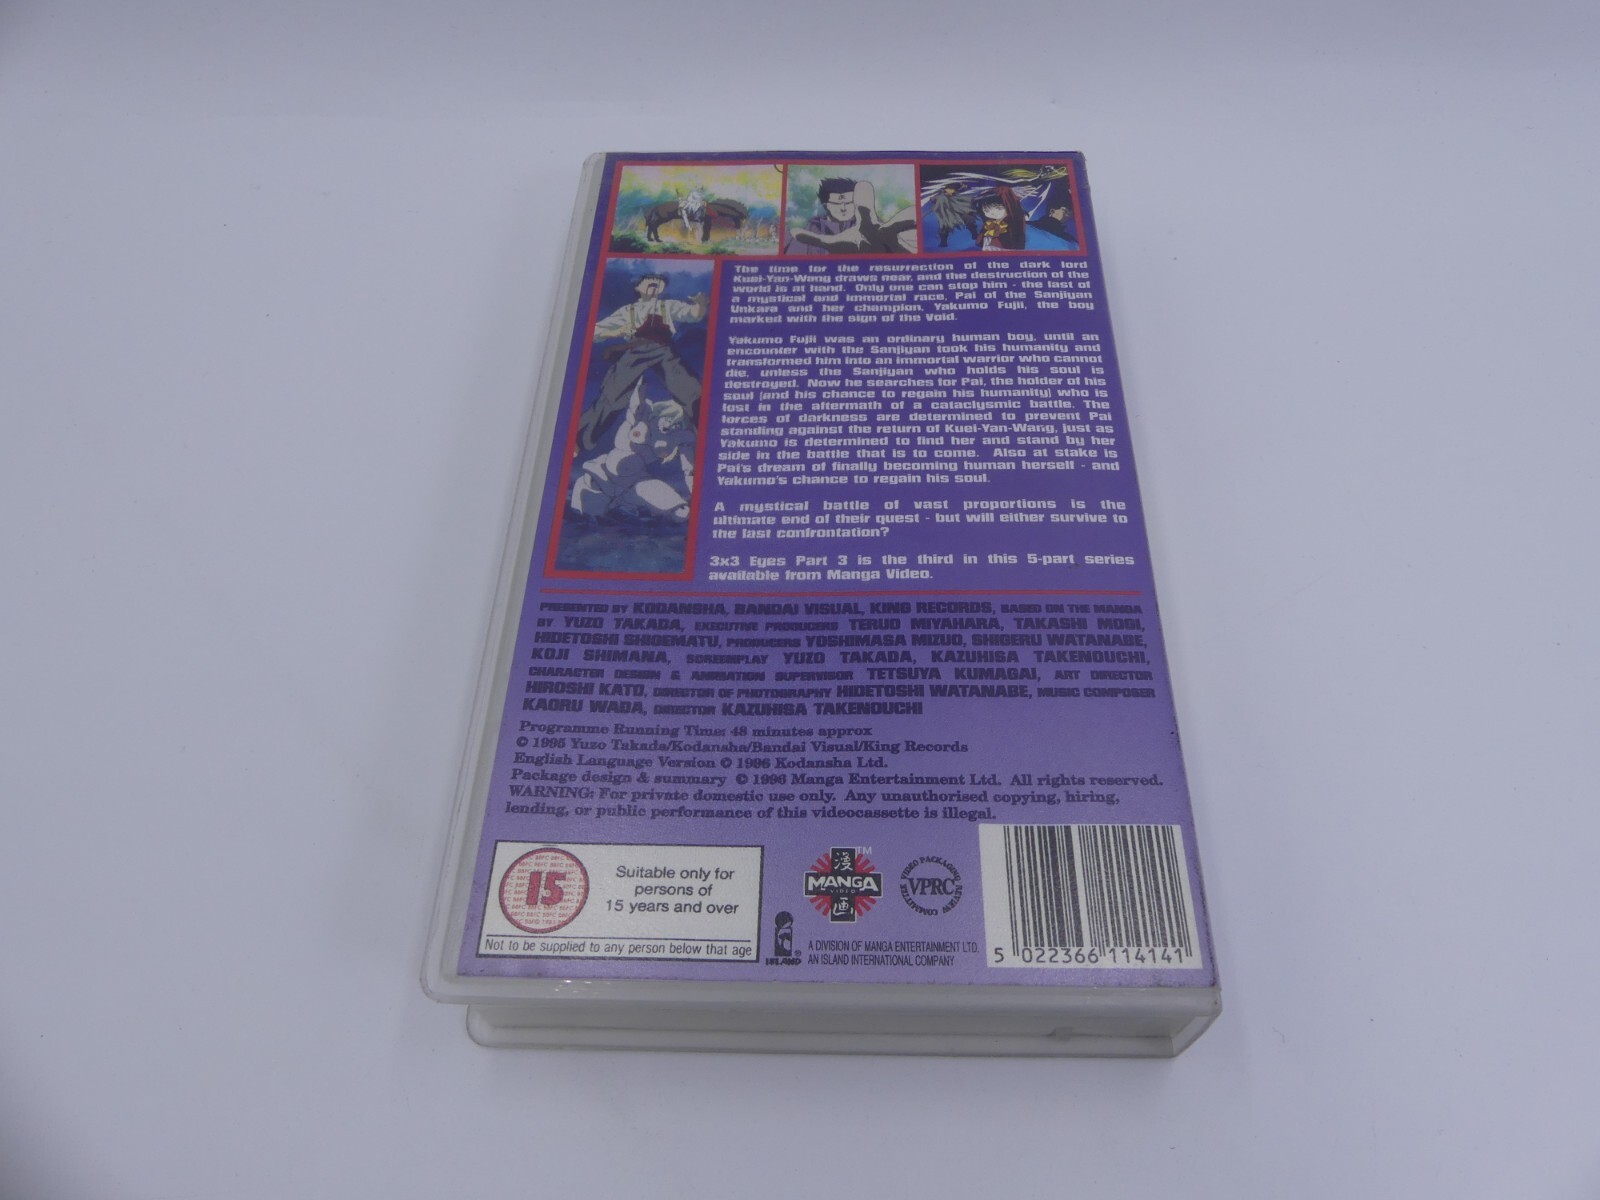 The time for the resurrection of the dark lord
Kuei-Yan-Wang draws near, and the destruction of the
world is at hand. Only one can stop him - the last of
a mystical and immortal race, Pai of the Sanjiyan
Unkara and her champion, Yakumo Fujii, the boy
marked with the sign of the Void.
Yakumo Fujii was an ordinary human boy, until an
encounter with the Sanjiyan took his humanity and
transformed him into an immortal warrior who cannot
die, unless the Sanjiyan who holds his soul is
destroyed. Now he searches for Pai, the holder of his
soul (and his chance to regain his humanity) who is
lost in the aftermath of a cataclysmic battle. The
forces of darkness are determined to prevent Pai
standing against the return of Kuei-Yan-Wang, just as
Yakumo is determined to find her and stand by her
side in the battle that is to come. Also at stake is
Pai's dream of finally becoming human herself - and
Yakumo's chance to regain his soul.
A mystical battle of vast proportions is the
ultimate end of their quest - but will either survive to
the last confrontation?
3x3 Eyes Part 3 is the third in this 5-part series
available from Manga Video.
PRESENTED BY KODANSHA, BANDAI VISUAL, KING RECORDS, BASED ON THE MANGA
BY YUZO TAKADA, EXECUTIVE PRODUCERS TERUO MIYAHARA, TAKASHI MOGI,
HIDETOSHI SHIGEMATU, PRODUCERS YOSHIMASA MIZUO, SHIGERU WATANABE,
KOJI SHIMANA, SCREENPLAY YUZO TAKADA, KAZUHISA TAKENOUCHI,
CHARACTER DESIGN & ANIMATION SUPERVISOR TETSUYA KUMAGAI, ART DIRECTOR
HIROSHI KATO, DIRECTOR OF PHOTOGRAPHY HIDETOSHI WATANABE, MUSIC COMPOSER
KAORU WADA, DIRECTOR KAZUHISA TAKENOUCHI
Programme Running Time: 48 minutes approx
© 1995 Yuzo Takada/Kodansha/Bandai Visual/King Records
English Language Version © 1996 Kodansha Ltd.
Package design & summary © 1996 Manga Entertainment Ltd. All rights reserved.
WARNING: For private domestic use only. Any unauthorised copying, hiring,
lending, or public performance of this videocassette is illegal.
15
Suitable only for
persons of
15 years and over
Not to be supplied to any person below that age
漫
TM
MANGA
VIDEO
画
ISLAND ®
A DIVISION OF MANGA ENTERTAINMENT LTD.
AN ISLAND INTERNATIONAL COMPANY
VIDEO PACKAGING REVIEW COMMITTEE
VPRC
5 022366 114141